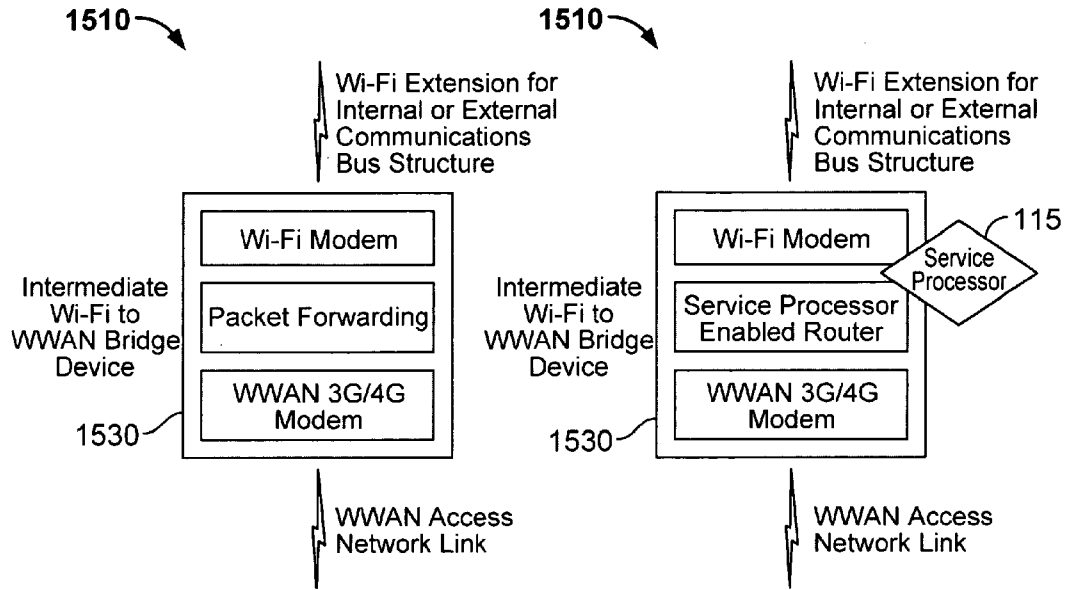 1510
Wi-Fi Extension for
Internal or External
Communications
Bus Structure
Wi-Fi Modem
Intermediate
Wi-Fi to
WWAN Bridge
Device
Packet Forwarding
WWAN 3G/4G
Modem
1530
WWAN Access
Network Link
1510
Wi-Fi Extension for
Internal or External
Communications
Bus Structure
115
Wi-Fi Modem
Service
Processor
Intermediate
Wi-Fi to
WWAN Bridge
Device
Service Processor
Enabled Router
WWAN 3G/4G
Modem
1530
WWAN Access
Network Link